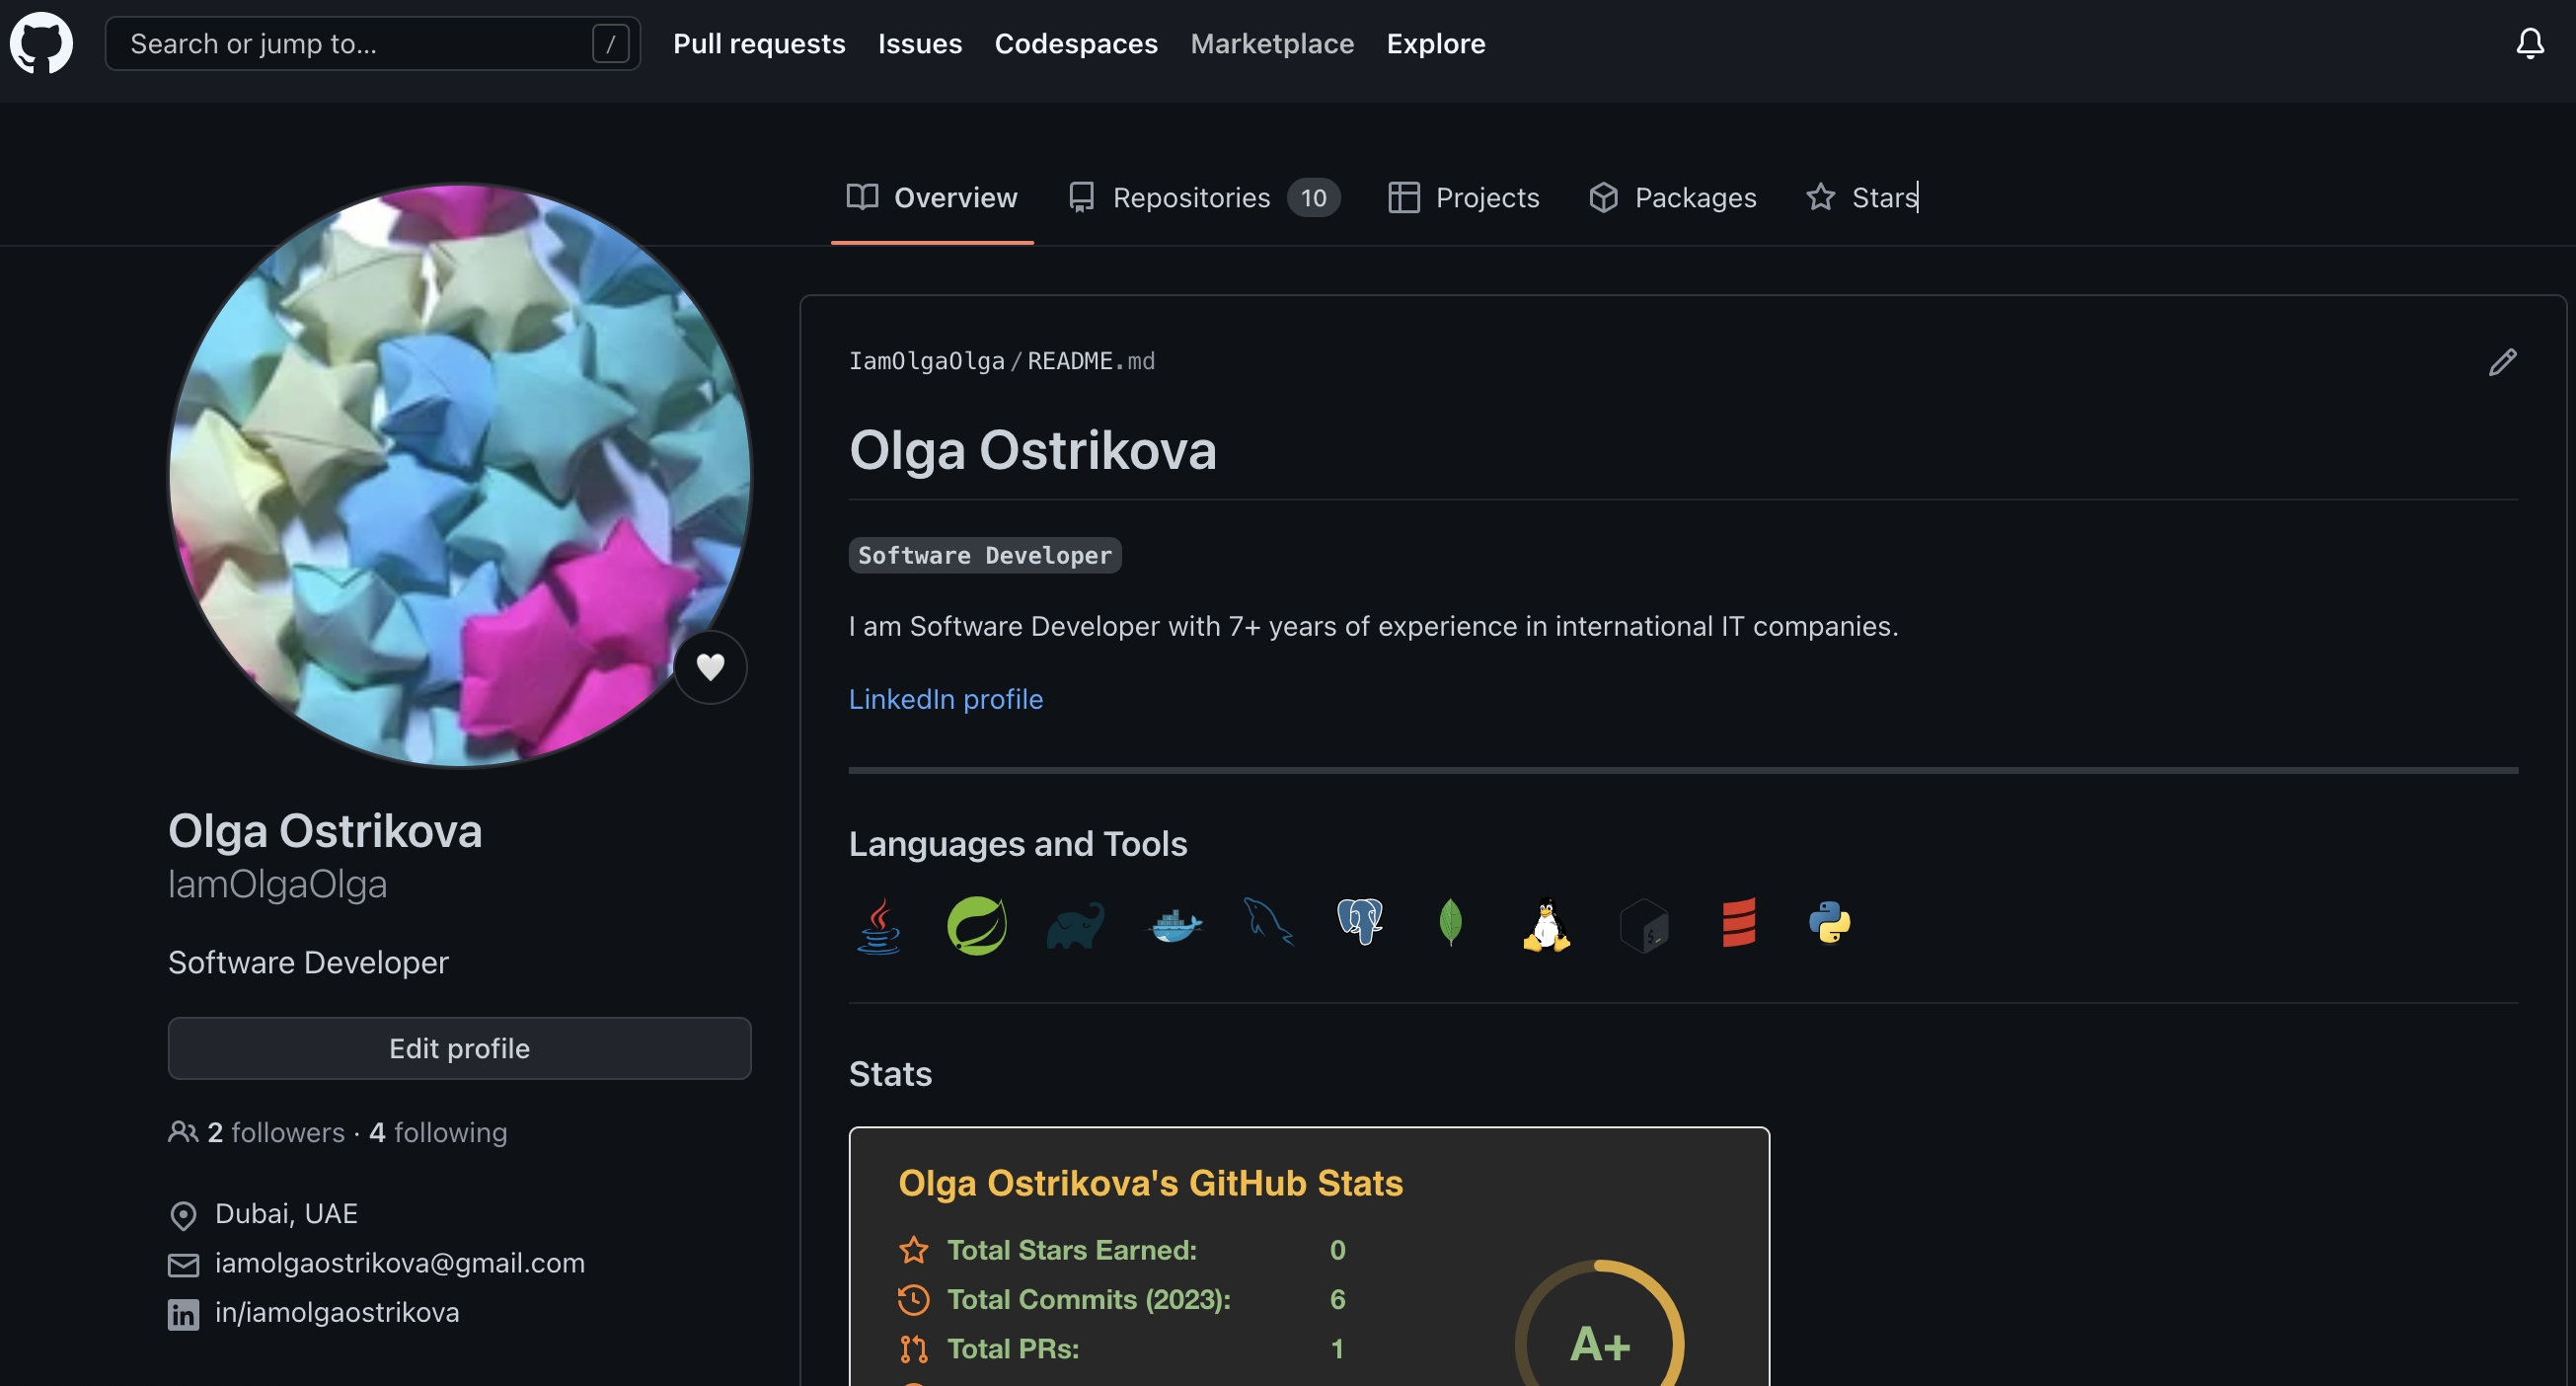 Search or jump to... /
Pull requests Issues Codespaces Marketplace Explore
Overview Repositories 10 Projects Packages Stars
Olga Ostrikova
IamOlgaOlga
Software Developer
Edit profile
2 followers · 4 following
Dubai, UAE
iamolgaostrikova@gmail.com
in/iamolgaostrikova
IamOlgaOlga/README.md
Olga Ostrikova
Software Developer
I am Software Developer with 7+ years of experience in international IT companies.
LinkedIn profile
Languages and Tools
Stats
Olga Ostrikova's GitHub Stats
Total Stars Earned: 0
Total Commits (2023): 6
Total PRs: 1
A+